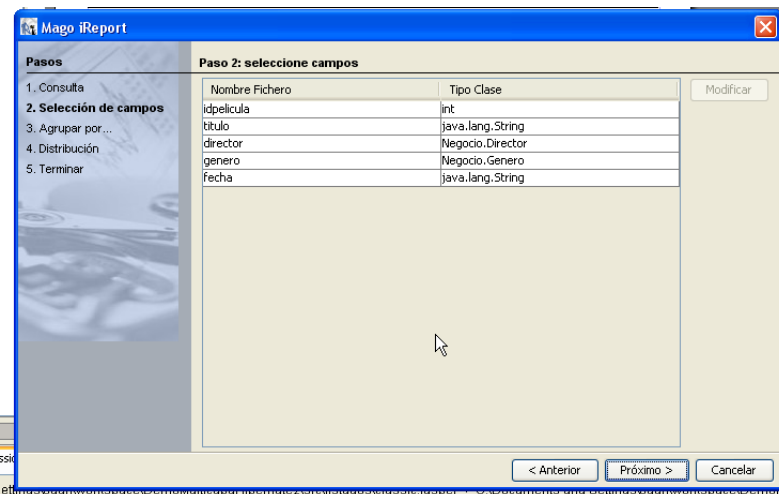 Mago iReport
Pasos
1. Consulta
2. Selección de campos
3. Agrupar por...
4. Distribución
5. Terminar
Paso 2: seleccione campos
Nombre Fichero Tipo Clase
idpelicula int
titulo java.lang.String
director Negocio.Director
genero Negocio.Genero
fecha java.lang.String
Modificar
< Anterior Próximo > Cancelar